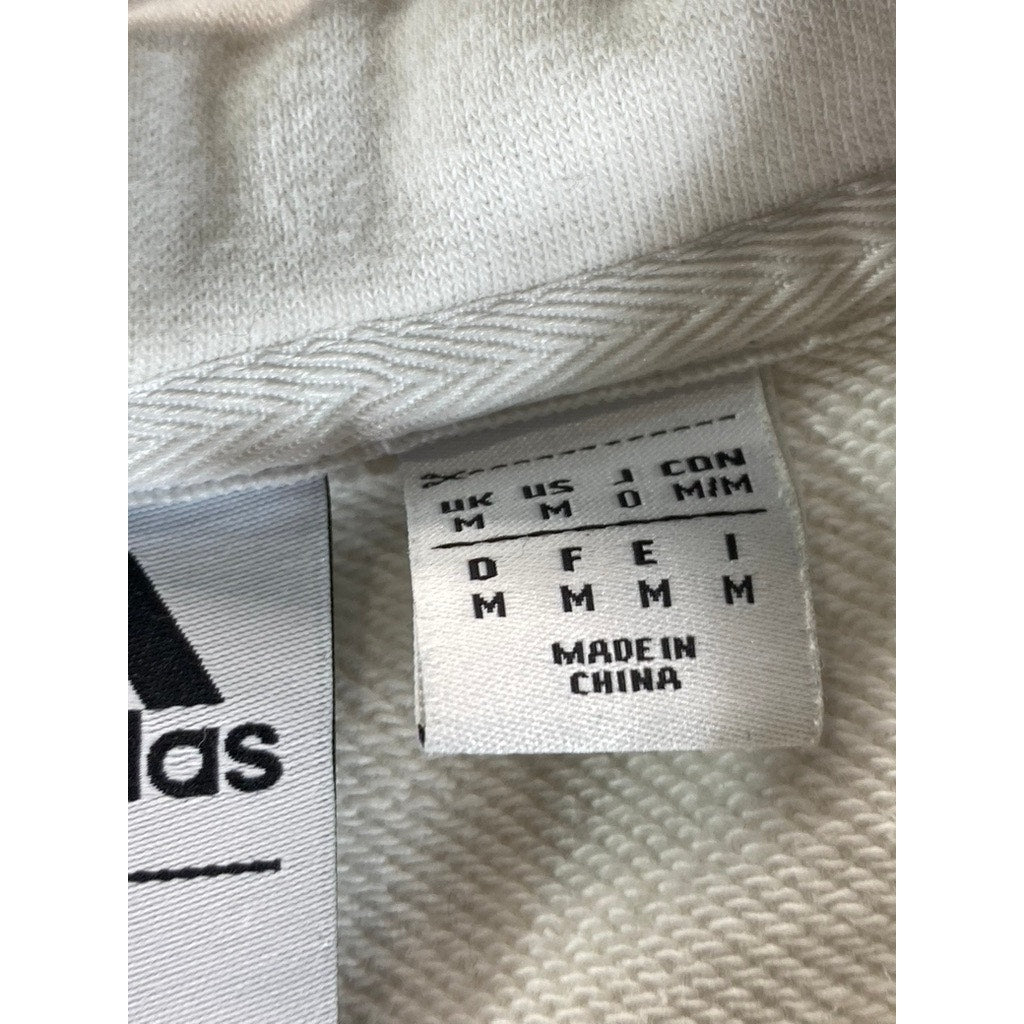 UK US J CON
M M O M/M
D F E I
M M M M
MADE IN
CHINA
das